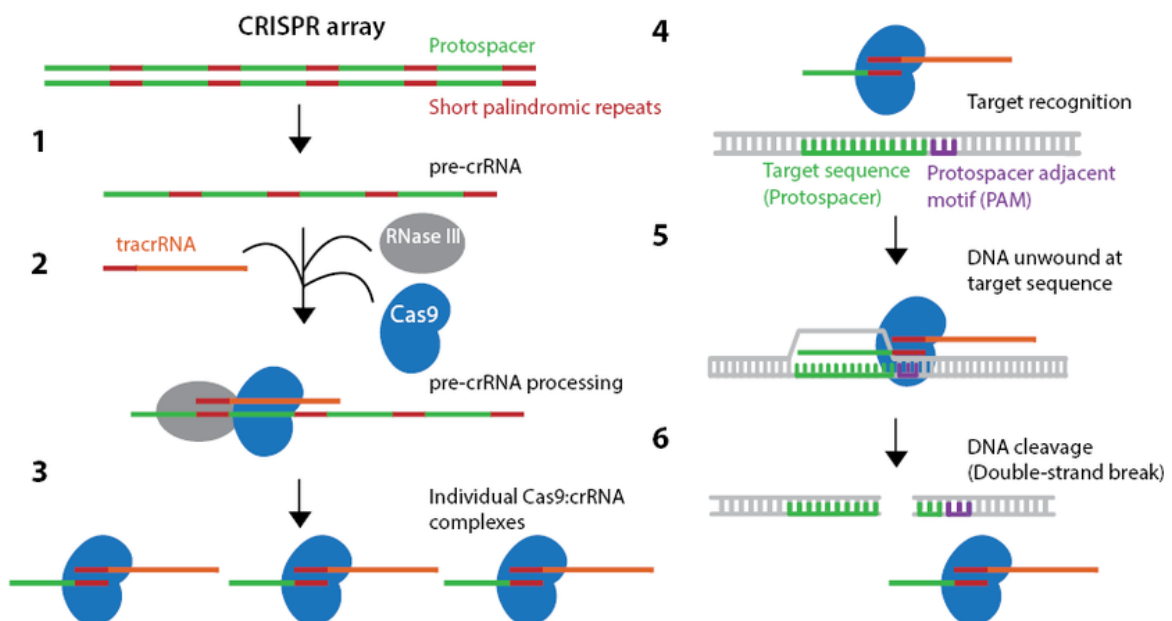 CRISPR array
Protospacer
Short palindromic repeats
1
pre-crRNA
2
tracrRNA
RNase III
Cas9
pre-crRNA processing
3
Individual Cas9:crRNA
complexes
4
Target recognition
Target sequence
(Protospacer)
Protospacer adjacent
motif (PAM)
5
DNA unwound at
target sequence
6
DNA cleavage
(Double-strand break)